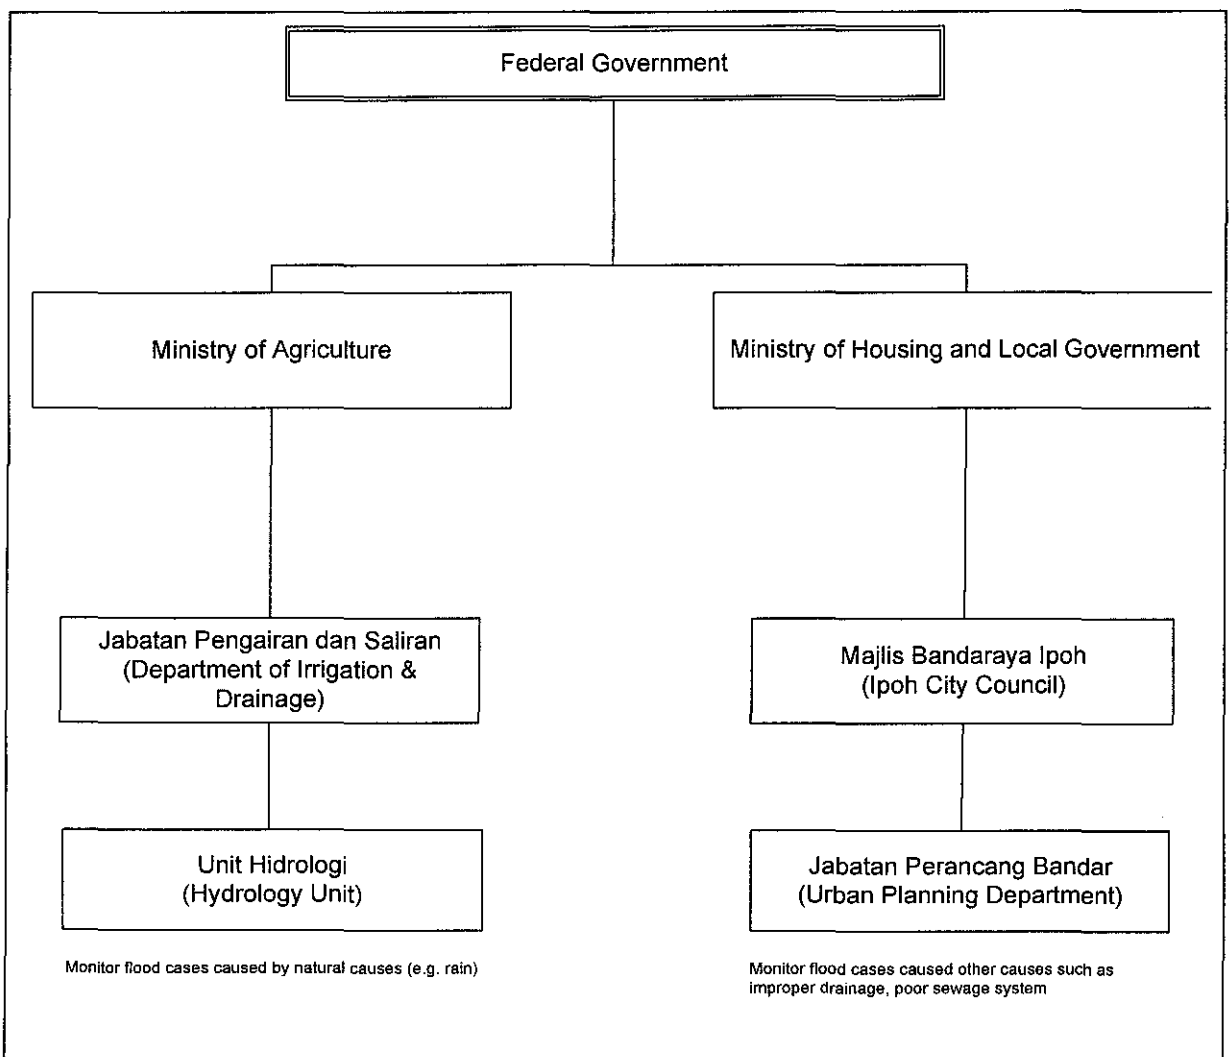 Federal Government
Ministry of Agriculture
Ministry of Housing and Local Government
Jabatan Pengairan dan Saliran
(Department of Irrigation &
Drainage)
Majlis Bandaraya Ipoh
(Ipoh City Council)
Unit Hidrologi
(Hydrology Unit)
Jabatan Perancang Bandar
(Urban Planning Department)
Monitor flood cases caused by natural causes (e.g. rain)
Monitor flood cases caused other causes such as
improper drainage, poor sewage system